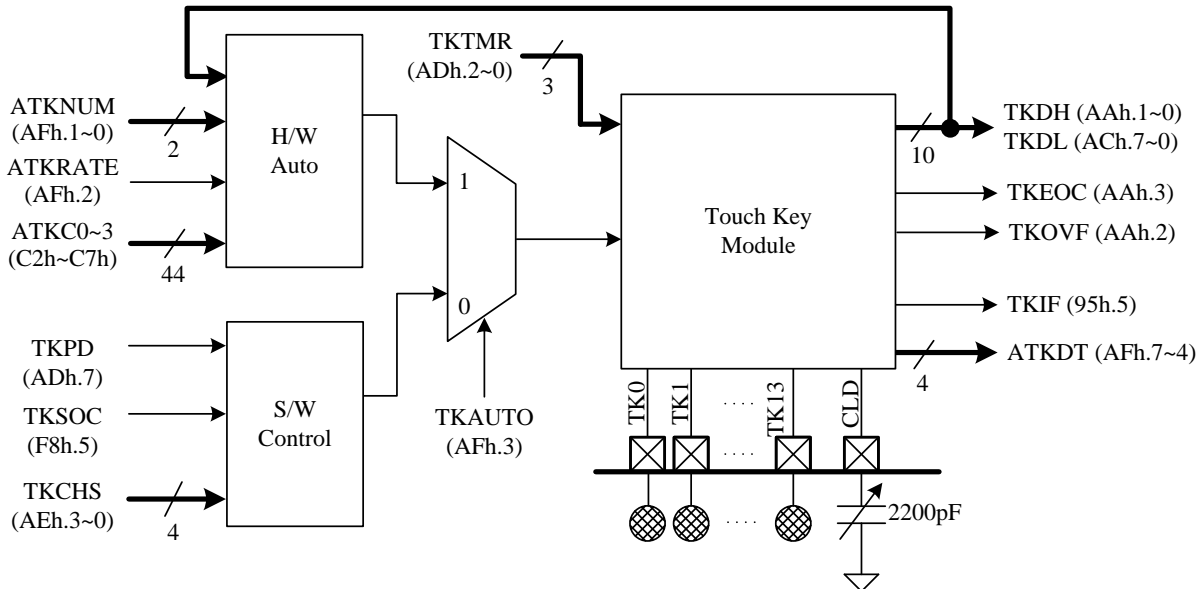 TKTMR
(ADh.2~0)
3
ATKNUM
(AFh.1~0)
2
ATKRATE
(AFh.2)
ATKC0~3
(C2h~C7h)
44
H/W
Auto
1
0
TKAUTO
(AFh.3)
TKPD
(ADh.7)
TKSOC
(F8h.5)
TKCHS
(AEh.3~0)
4
S/W
Control
Touch Key
Module
10
TKDH (AAh.1~0)
TKDL (ACh.7~0)
TKEOC (AAh.3)
TKOVF (AAh.2)
TKIF (95h.5)
ATKDT (AFh.7~4)
4
TK0
TK1
....
TK13
CLD
....
....
2200pF